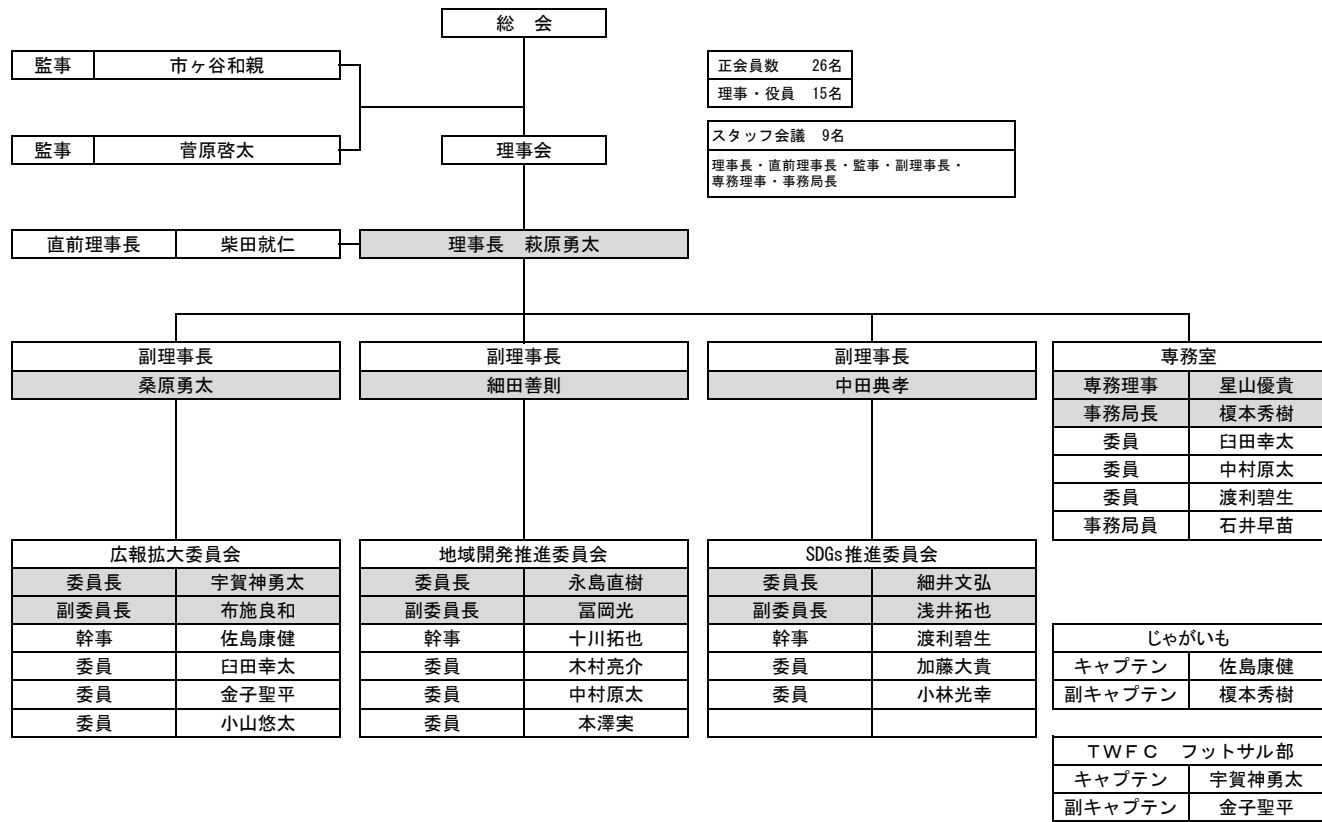 総　会
監事　市ヶ谷和親
正会員数　26名
理事・役員　15名
スタッフ会議　9名
理事長・直前理事長・監事・副理事長・
専務理事・事務局長
監事　菅原啓太
理事会
直前理事長　柴田就仁
理事長　萩原勇太
副理事長
桑原勇太
副理事長
細田善則
副理事長
中田典孝
専務室
専務理事　星山優貴
事務局長　榎本秀樹
委員　臼田幸太
委員　中村原太
委員　渡利碧生
事務局員　石井早苗
広報拡大委員会
委員長　宇賀神勇太
副委員長　布施良和
幹事　佐島康健
委員　臼田幸太
委員　金子聖平
委員　小山悠太
地域開発推進委員会
委員長　永島直樹
副委員長　冨岡光
幹事　十川拓也
委員　木村亮介
委員　中村原太
委員　本澤実
SDGs推進委員会
委員長　細井文弘
副委員長　浅井拓也
幹事　渡利碧生
委員　加藤大貴
委員　小林光幸
じゃがいも
キャプテン　佐島康健
副キャプテン　榎本秀樹
ＴＷＦＣ　フットサル部
キャプテン　宇賀神勇太
副キャプテン　金子聖平